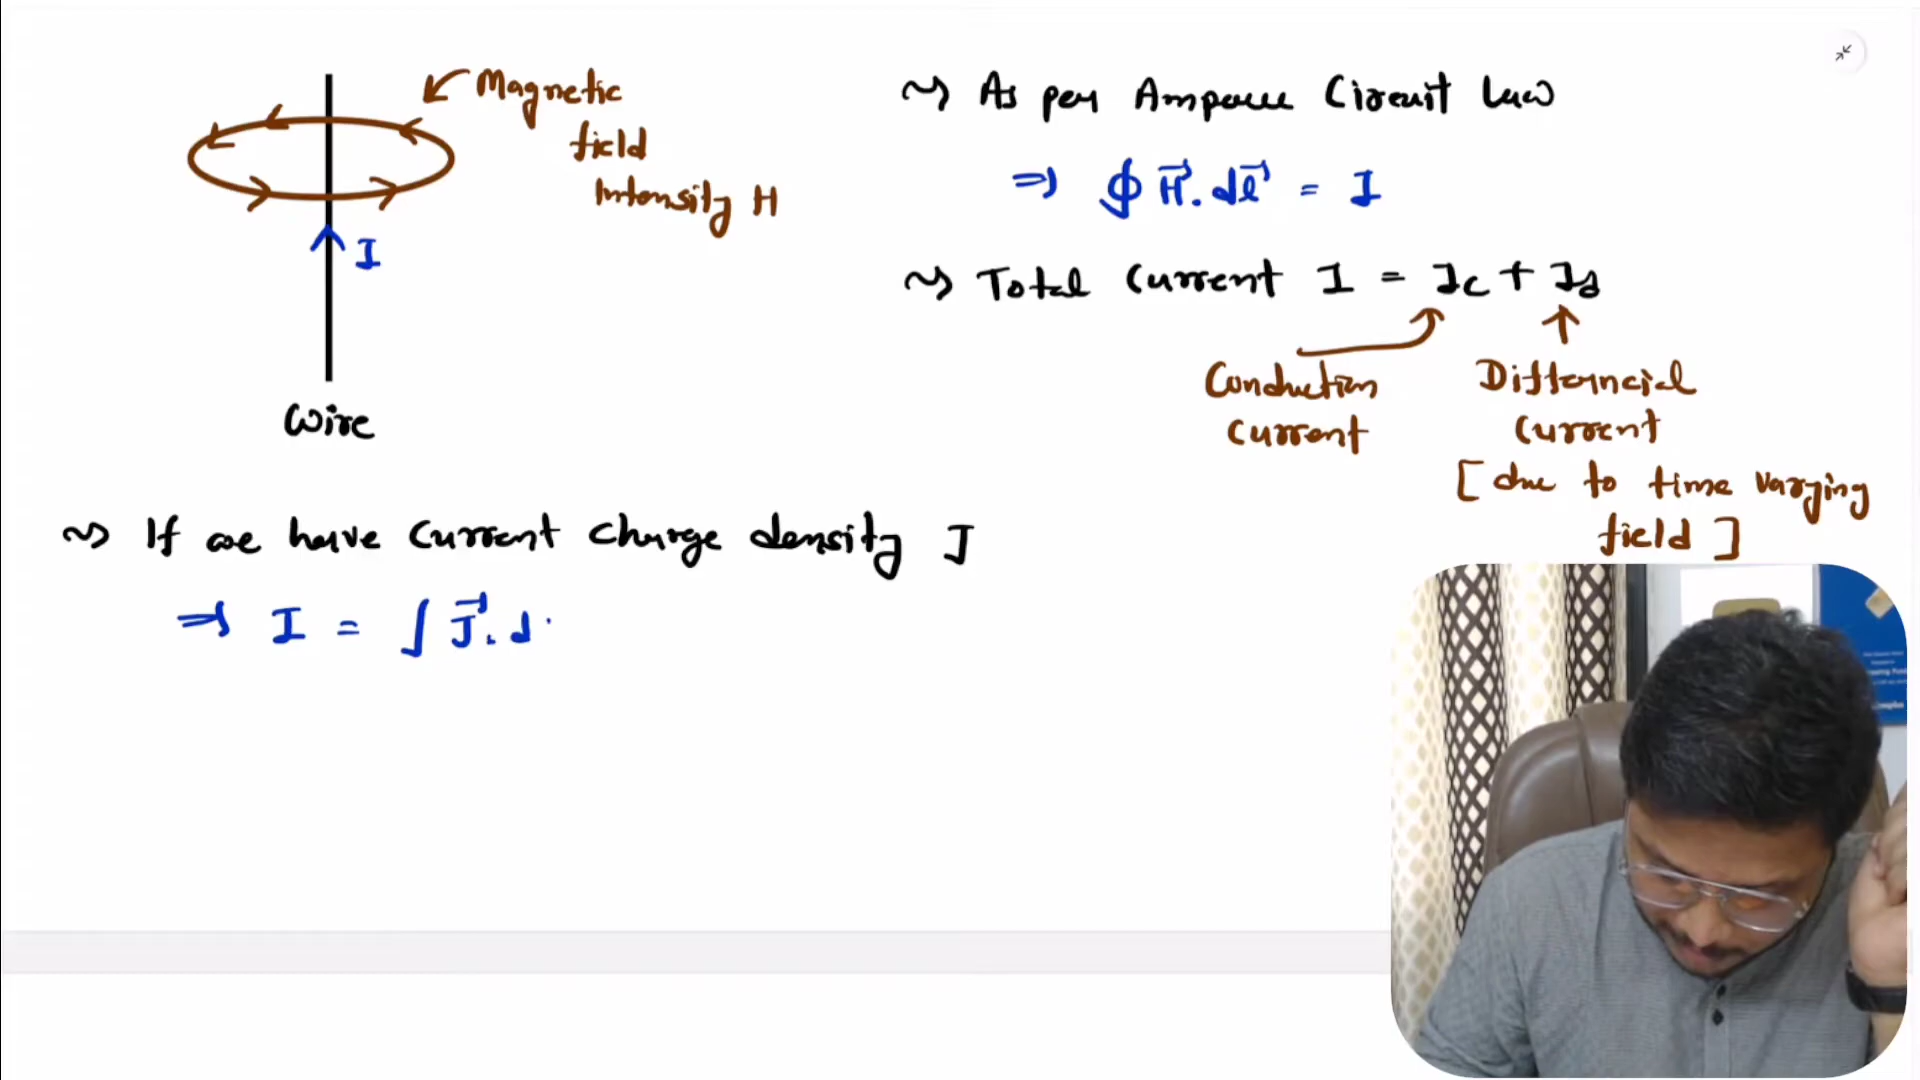 Magnetic
field
Intensity H
I
Wire
~> As per Ampere Circuit Law
⇒ ∮ H⃗ . dl⃗ = I
~> Total Current I = Ic + Id
Conduction
Current
Differncial
Current
[ due to time varying
field ]
~> If we have Current Charge density J
⇒ I = ∫ J⃗ . d